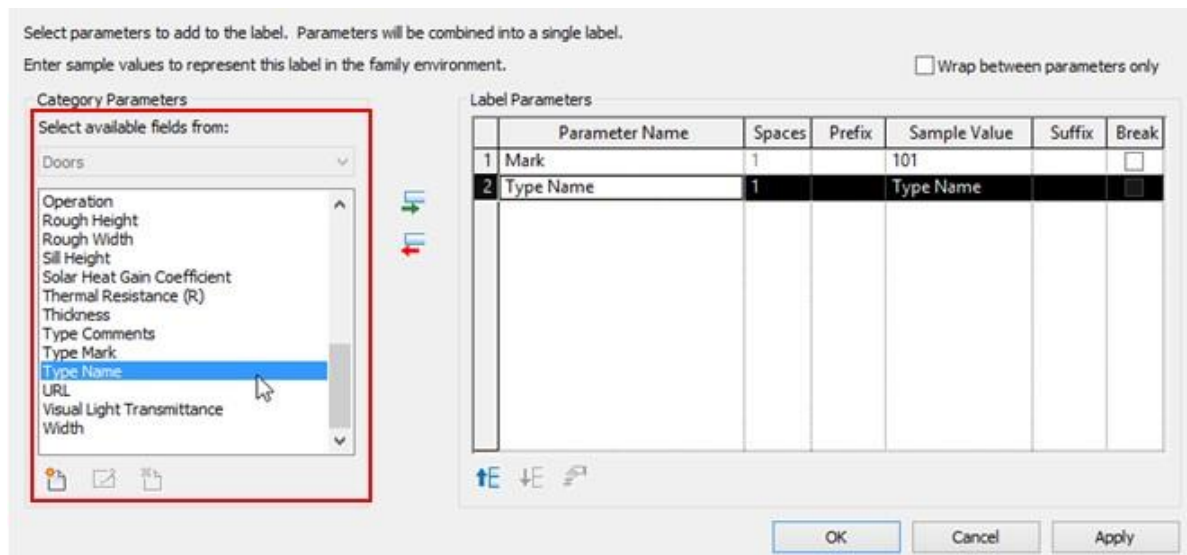 Select parameters to add to the label. Parameters will be combined into a single label.
Enter sample values to represent this label in the family environment.
Wrap between parameters only
Category Parameters
Select available fields from:
Doors
Operation
Rough Height
Rough Width
Sill Height
Solar Heat Gain Coefficient
Thermal Resistance (R)
Thickness
Type Comments
Type Mark
Type Name
URL
Visual Light Transmittance
Width
Label Parameters
Parameter Name Spaces Prefix Sample Value Suffix Break
1 Mark 1 101
2 Type Name 1 Type Name
OK Cancel Apply